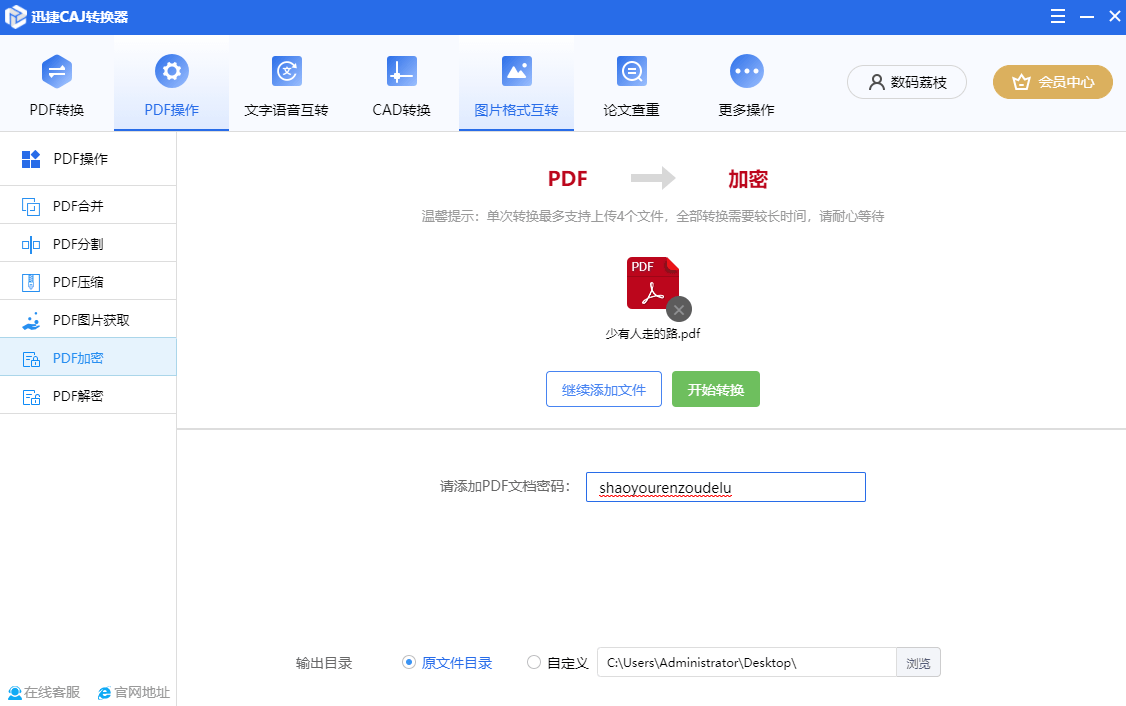 迅捷CAJ转换器
PDF转换
PDF操作
文字语音互转
CAD转换
图片格式互转
论文查重
更多操作
数码荔枝
会员中心
PDF操作
PDF合并
PDF分割
PDF压缩
PDF图片获取
PDF加密
PDF解密
在线客服
官网地址
PDF
加密
温馨提示：单次转换最多支持上传4个文件，全部转换需要较长时间，请耐心等待
PDF
少有人走的路.pdf
继续添加文件
开始转换
请添加PDF文档密码：
shaoyourenzoudelu
输出目录
原文件目录
自定义
C:\Users\Administrator\Desktop\
浏览